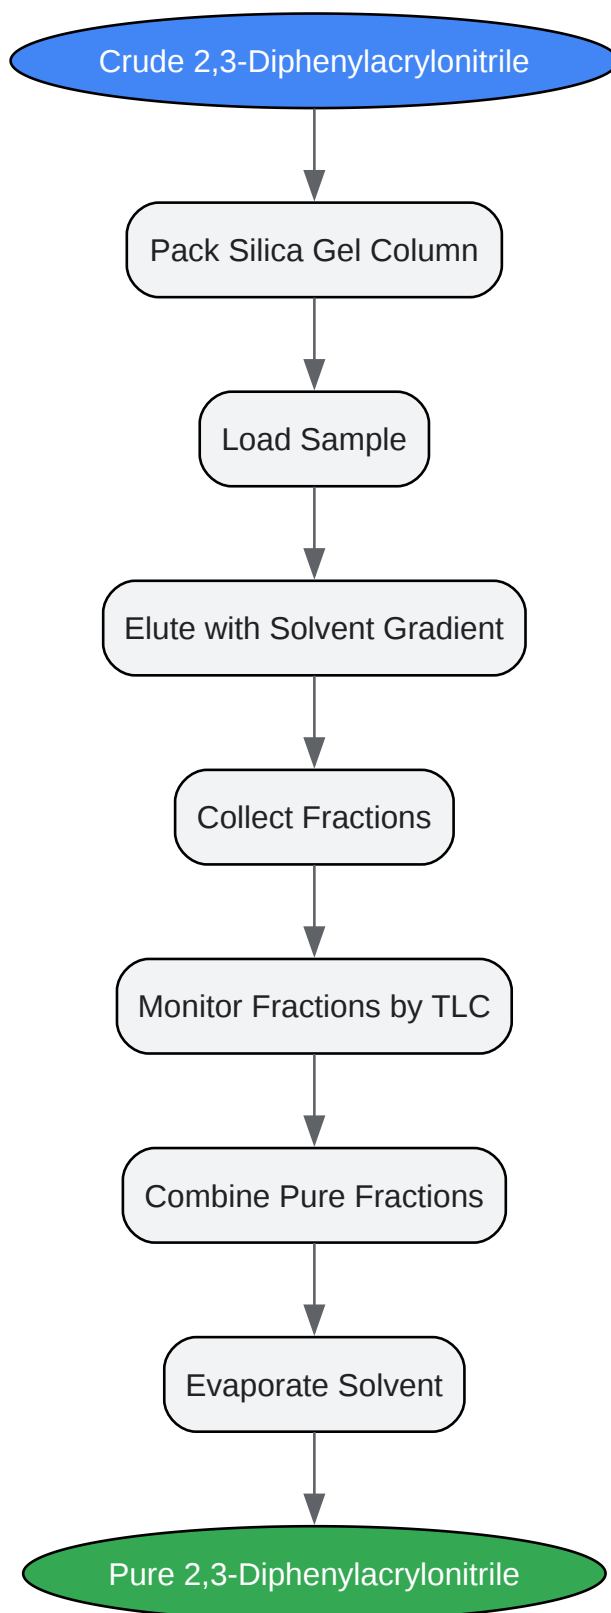 Crude 2,3-Diphenylacrylonitrile
Pack Silica Gel Column
Load Sample
Elute with Solvent Gradient
Collect Fractions
Monitor Fractions by TLC
Combine Pure Fractions
Evaporate Solvent
Pure 2,3-Diphenylacrylonitrile